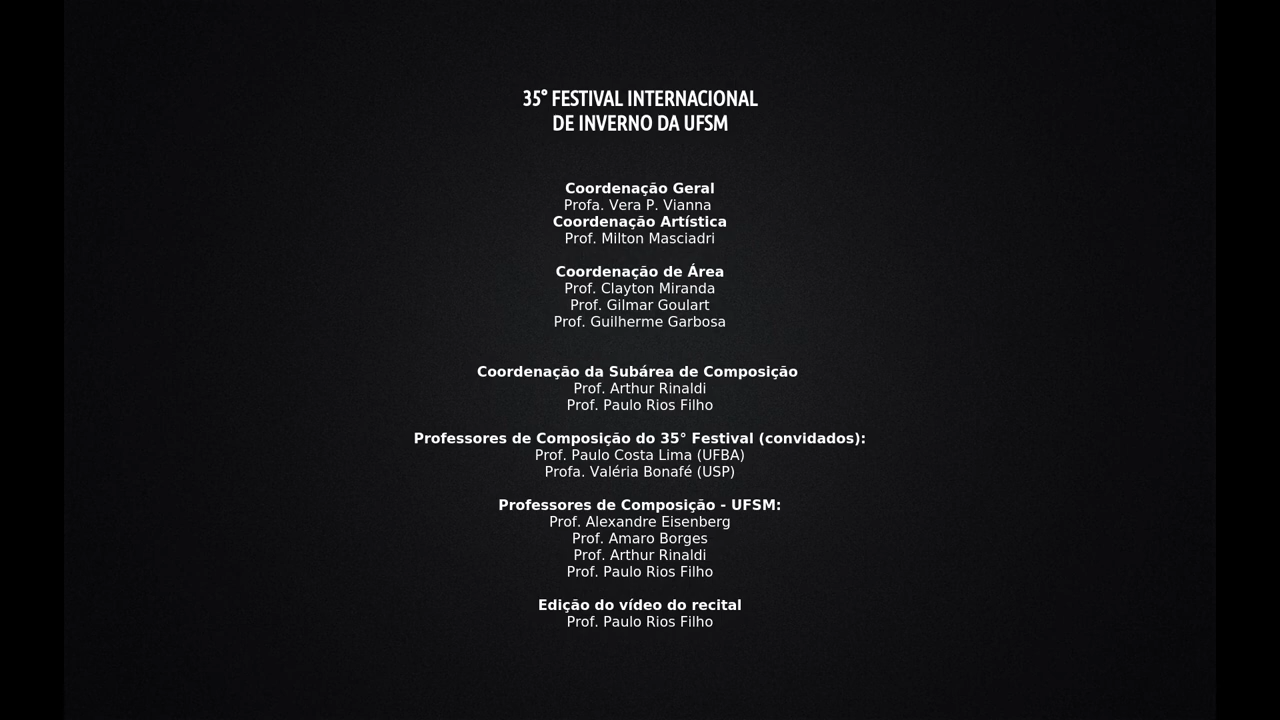 35° FESTIVAL INTERNACIONAL
DE INVERNO DA UFSM
Coordenação Geral
Profa. Vera P. Vianna
Coordenação Artística
Prof. Milton Masciadri
Coordenação de Área
Prof. Clayton Miranda
Prof. Gilmar Goulart
Prof. Guilherme Garbosa
Coordenação da Subárea de Composição
Prof. Arthur Rinaldi
Prof. Paulo Rios Filho
Professores de Composição do 35° Festival (convidados):
Prof. Paulo Costa Lima (UFBA)
Profa. Valéria Bonafé (USP)
Professores de Composição - UFSM:
Prof. Alexandre Eisenberg
Prof. Amaro Borges
Prof. Arthur Rinaldi
Prof. Paulo Rios Filho
Edição do vídeo do recital
Prof. Paulo Rios Filho